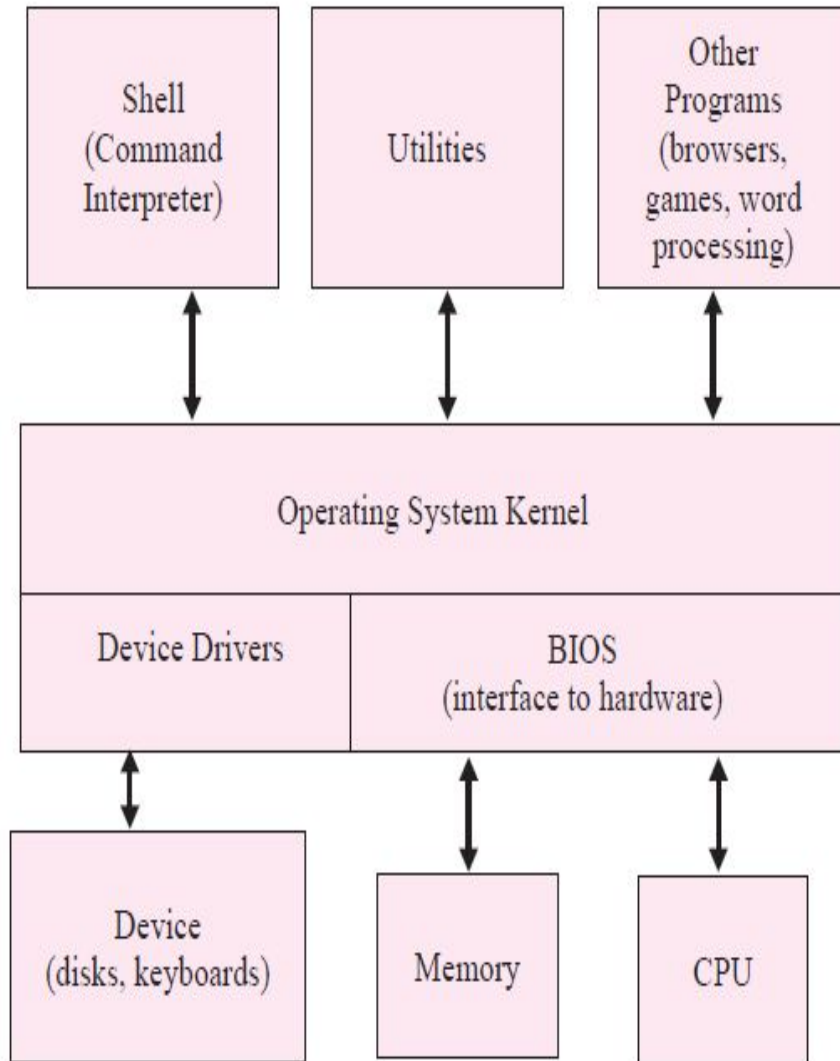 Shell
(Command
Interpreter)
Utilities
Other
Programs
(browsers,
games, word
processing)
Operating System Kernel
Device Drivers
BIOS
(interface to hardware)
Device
(disks, keyboards)
Memory
CPU